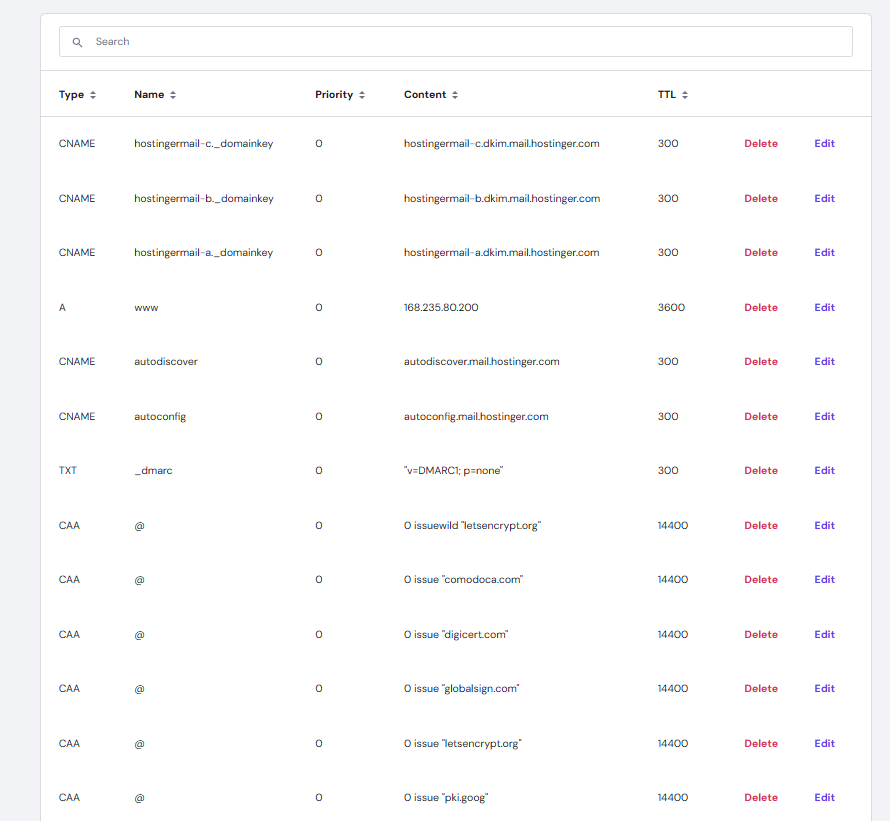 Search
Type Name Priority Content TTL
CNAME hostingermail-c._domainkey 0 hostingermail-c.dkim.mail.hostinger.com 300 Delete Edit
CNAME hostingermail-b._domainkey 0 hostingermail-b.dkim.mail.hostinger.com 300 Delete Edit
CNAME hostingermail-a._domainkey 0 hostingermail-a.dkim.mail.hostinger.com 300 Delete Edit
A www 0 168.235.80.200 3600 Delete Edit
CNAME autodiscover 0 autodiscover.mail.hostinger.com 300 Delete Edit
CNAME autoconfig 0 autoconfig.mail.hostinger.com 300 Delete Edit
TXT _dmarc 0 "v=DMARC1; p=none" 300 Delete Edit
CAA @ 0 0 issuewild "letsencrypt.org" 14400 Delete Edit
CAA @ 0 0 issue "comodoca.com" 14400 Delete Edit
CAA @ 0 0 issue "digicert.com" 14400 Delete Edit
CAA @ 0 0 issue "globalsign.com" 14400 Delete Edit
CAA @ 0 0 issue "letsencrypt.org" 14400 Delete Edit
CAA @ 0 0 issue "pki.goog" 14400 Delete Edit